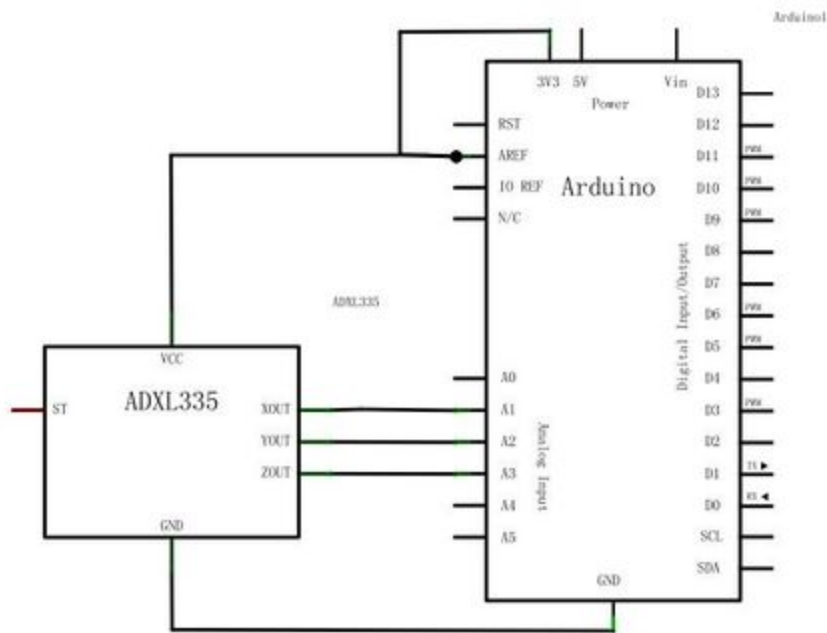 Arduino1
3V3
5V
Vin
Power
RST
AREF
IO REF
N/C
Arduino
D13
D12
D11
PWM
D10
PWM
D9
PWM
D8
D7
D6
PWM
D5
PWM
D4
D3
PWM
D2
D1
TX
D0
RX
SCL
SDA
Digital Input/Output
ADXL335
A0
A1
A2
A3
A4
A5
Analog Input
GND
VCC
ADXL335
ST
XOUT
YOUT
ZOUT
GND